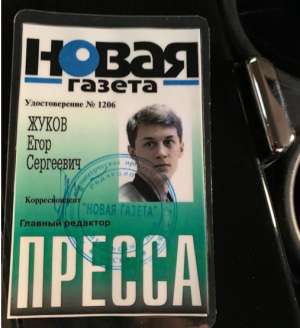 НОВАЯ
газета
Удостоверение № 1206
ЖУКОВ
Егор
Сергеевич
Корреспондент
"НОВАЯ ГАЗЕТА"
Главный редактор
ПРЕССА